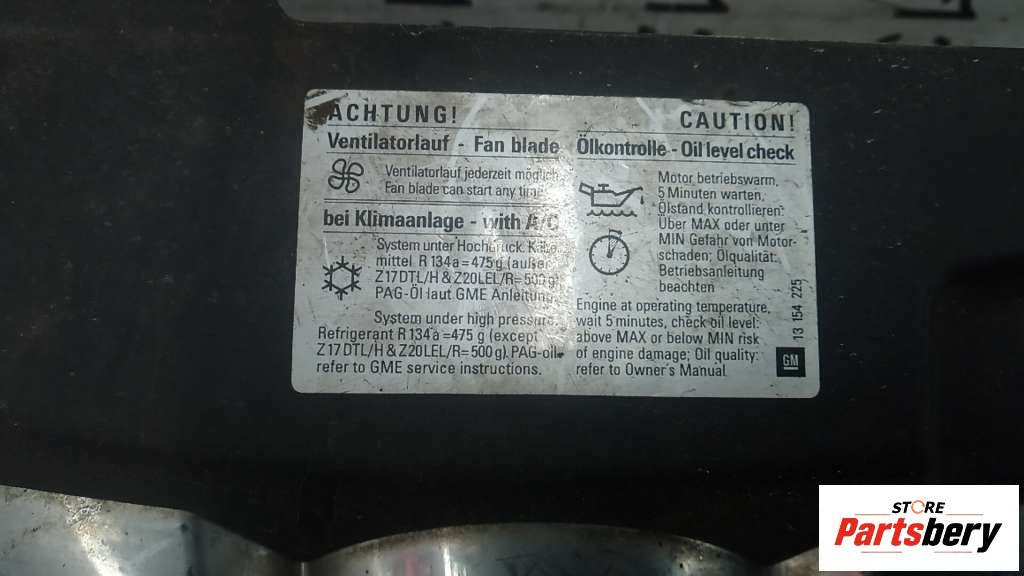 ACHTUNG!
CAUTION!
Ventilatorlauf - Fan blade
Ventilatorlauf jederzeit möglich
Fan blade can start any time
bei Klimaanlage - with A/C
System unter Hochdruck. Kälte-
mittel R 134a = 475 g (außer
Z17 DTL/H & Z20LEL/R= 500 g)
PAG-Öl laut GME Anleitung
System under high pressure.
Refrigerant R 134 a = 475 g (except
Z17 DTL/H & Z20LEL/R= 500 g). PAG-oil
refer to GME service instructions.
Ölkontrolle - Oil level check
Motor betriebswarm,
5 Minuten warten,
Ölstand kontrollieren:
Über MAX oder unter
MIN Gefahr von Motor-
schaden; Ölqualität:
Betriebsanleitung
beachten
Engine at operating temperature,
wait 5 minutes, check oil level:
above MAX or below MIN risk
of engine damage; Oil quality:
refer to Owner's Manual
13 154 225
GM
STORE
Partsbery